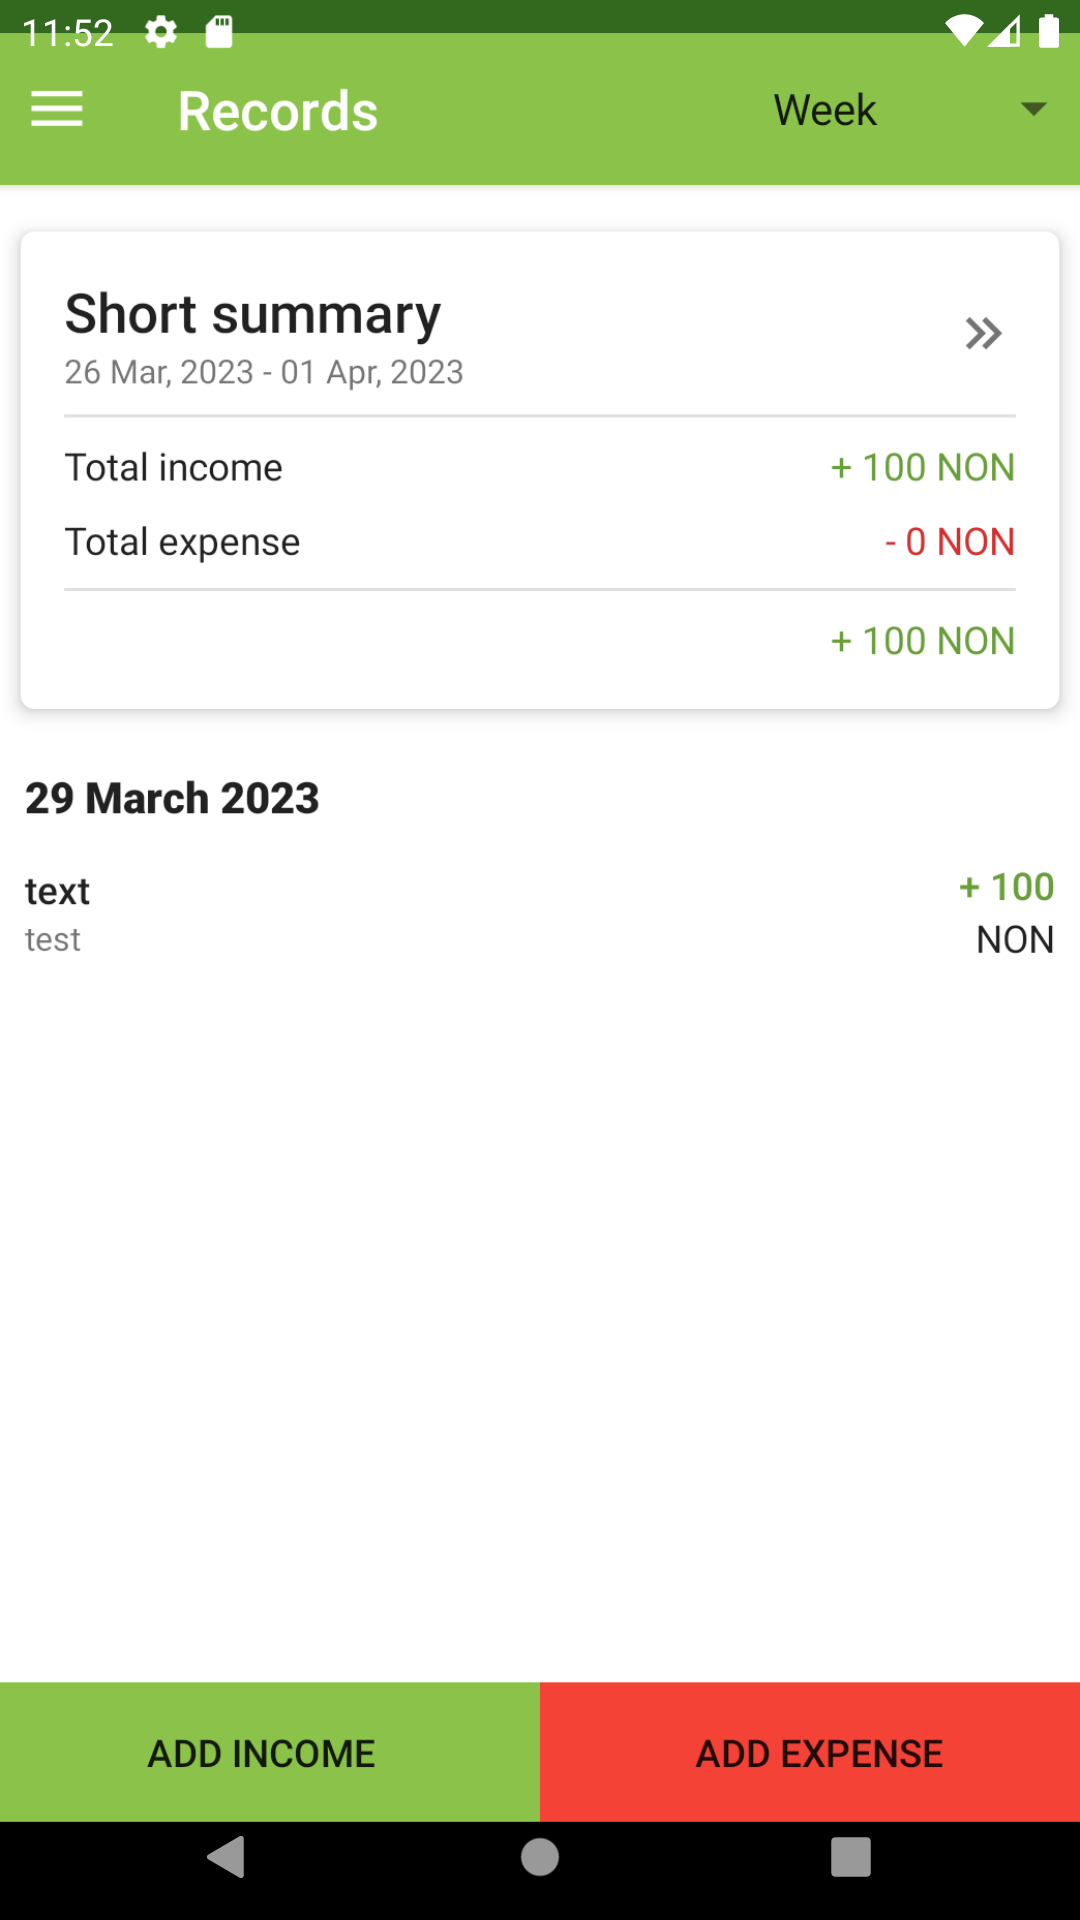 11:52
Records
Week
Short summary
26 Mar, 2023 - 01 Apr, 2023
Total income + 100 NON
Total expense - 0 NON
+ 100 NON
29 March 2023
text + 100
test NON
ADD INCOME ADD EXPENSE